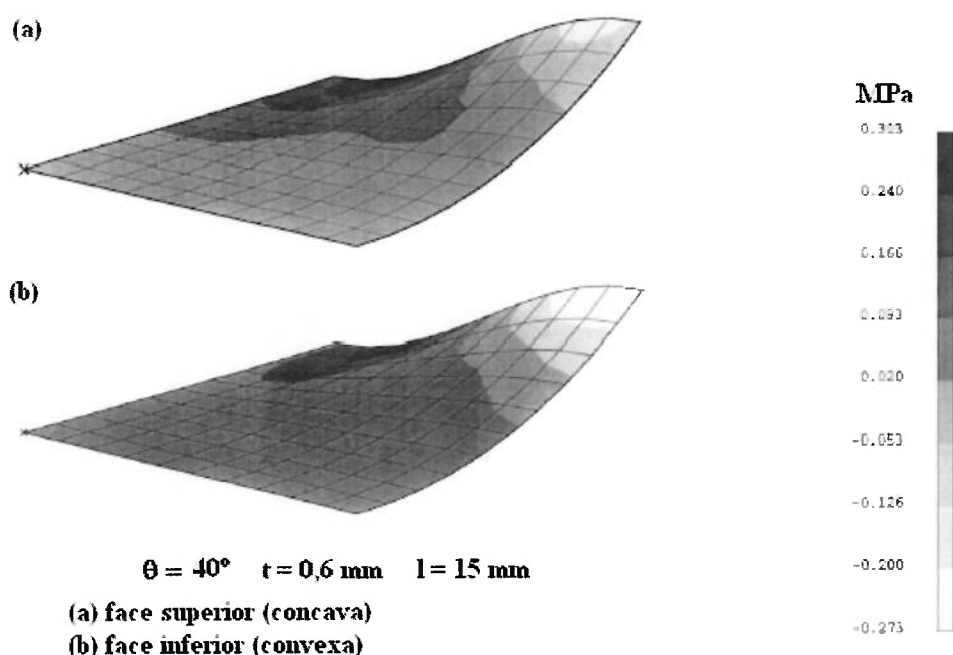 (a)
MPa
0.313
0.240
0.166
0.093
0.020
-0.053
-0.126
-0.200
-0.273
(b)
θ = 40° t = 0,6 mm l = 15 mm
(a) face superior (concava)
(b) face inferior (convexa)